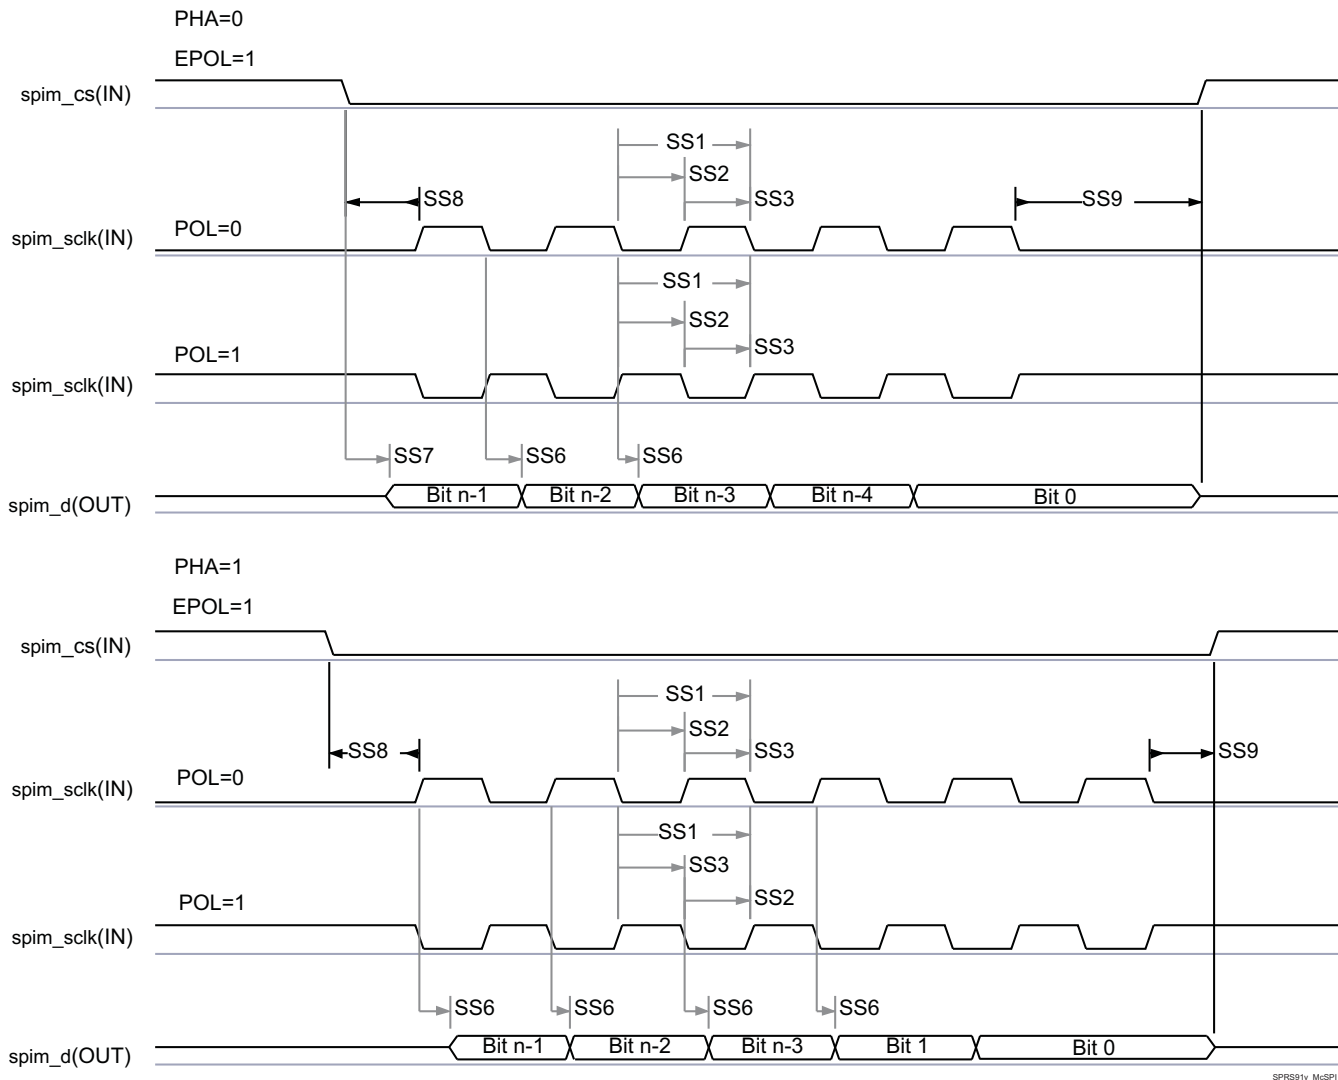 PHA=0
EPOL=1
spim_cs(IN)
SS1
SS2
SS8
SS3
SS9
POL=0
spim_sclk(IN)
SS1
SS2
SS3
POL=1
spim_sclk(IN)
SS7
SS6
SS6
spim_d(OUT)
Bit n-1
Bit n-2
Bit n-3
Bit n-4
Bit 0
PHA=1
EPOL=1
spim_cs(IN)
SS1
SS2
SS8
SS3
SS9
POL=0
spim_sclk(IN)
SS1
SS3
SS2
POL=1
spim_sclk(IN)
SS6
SS6
SS6
SS6
spim_d(OUT)
Bit n-1
Bit n-2
Bit n-3
Bit 1
Bit 0